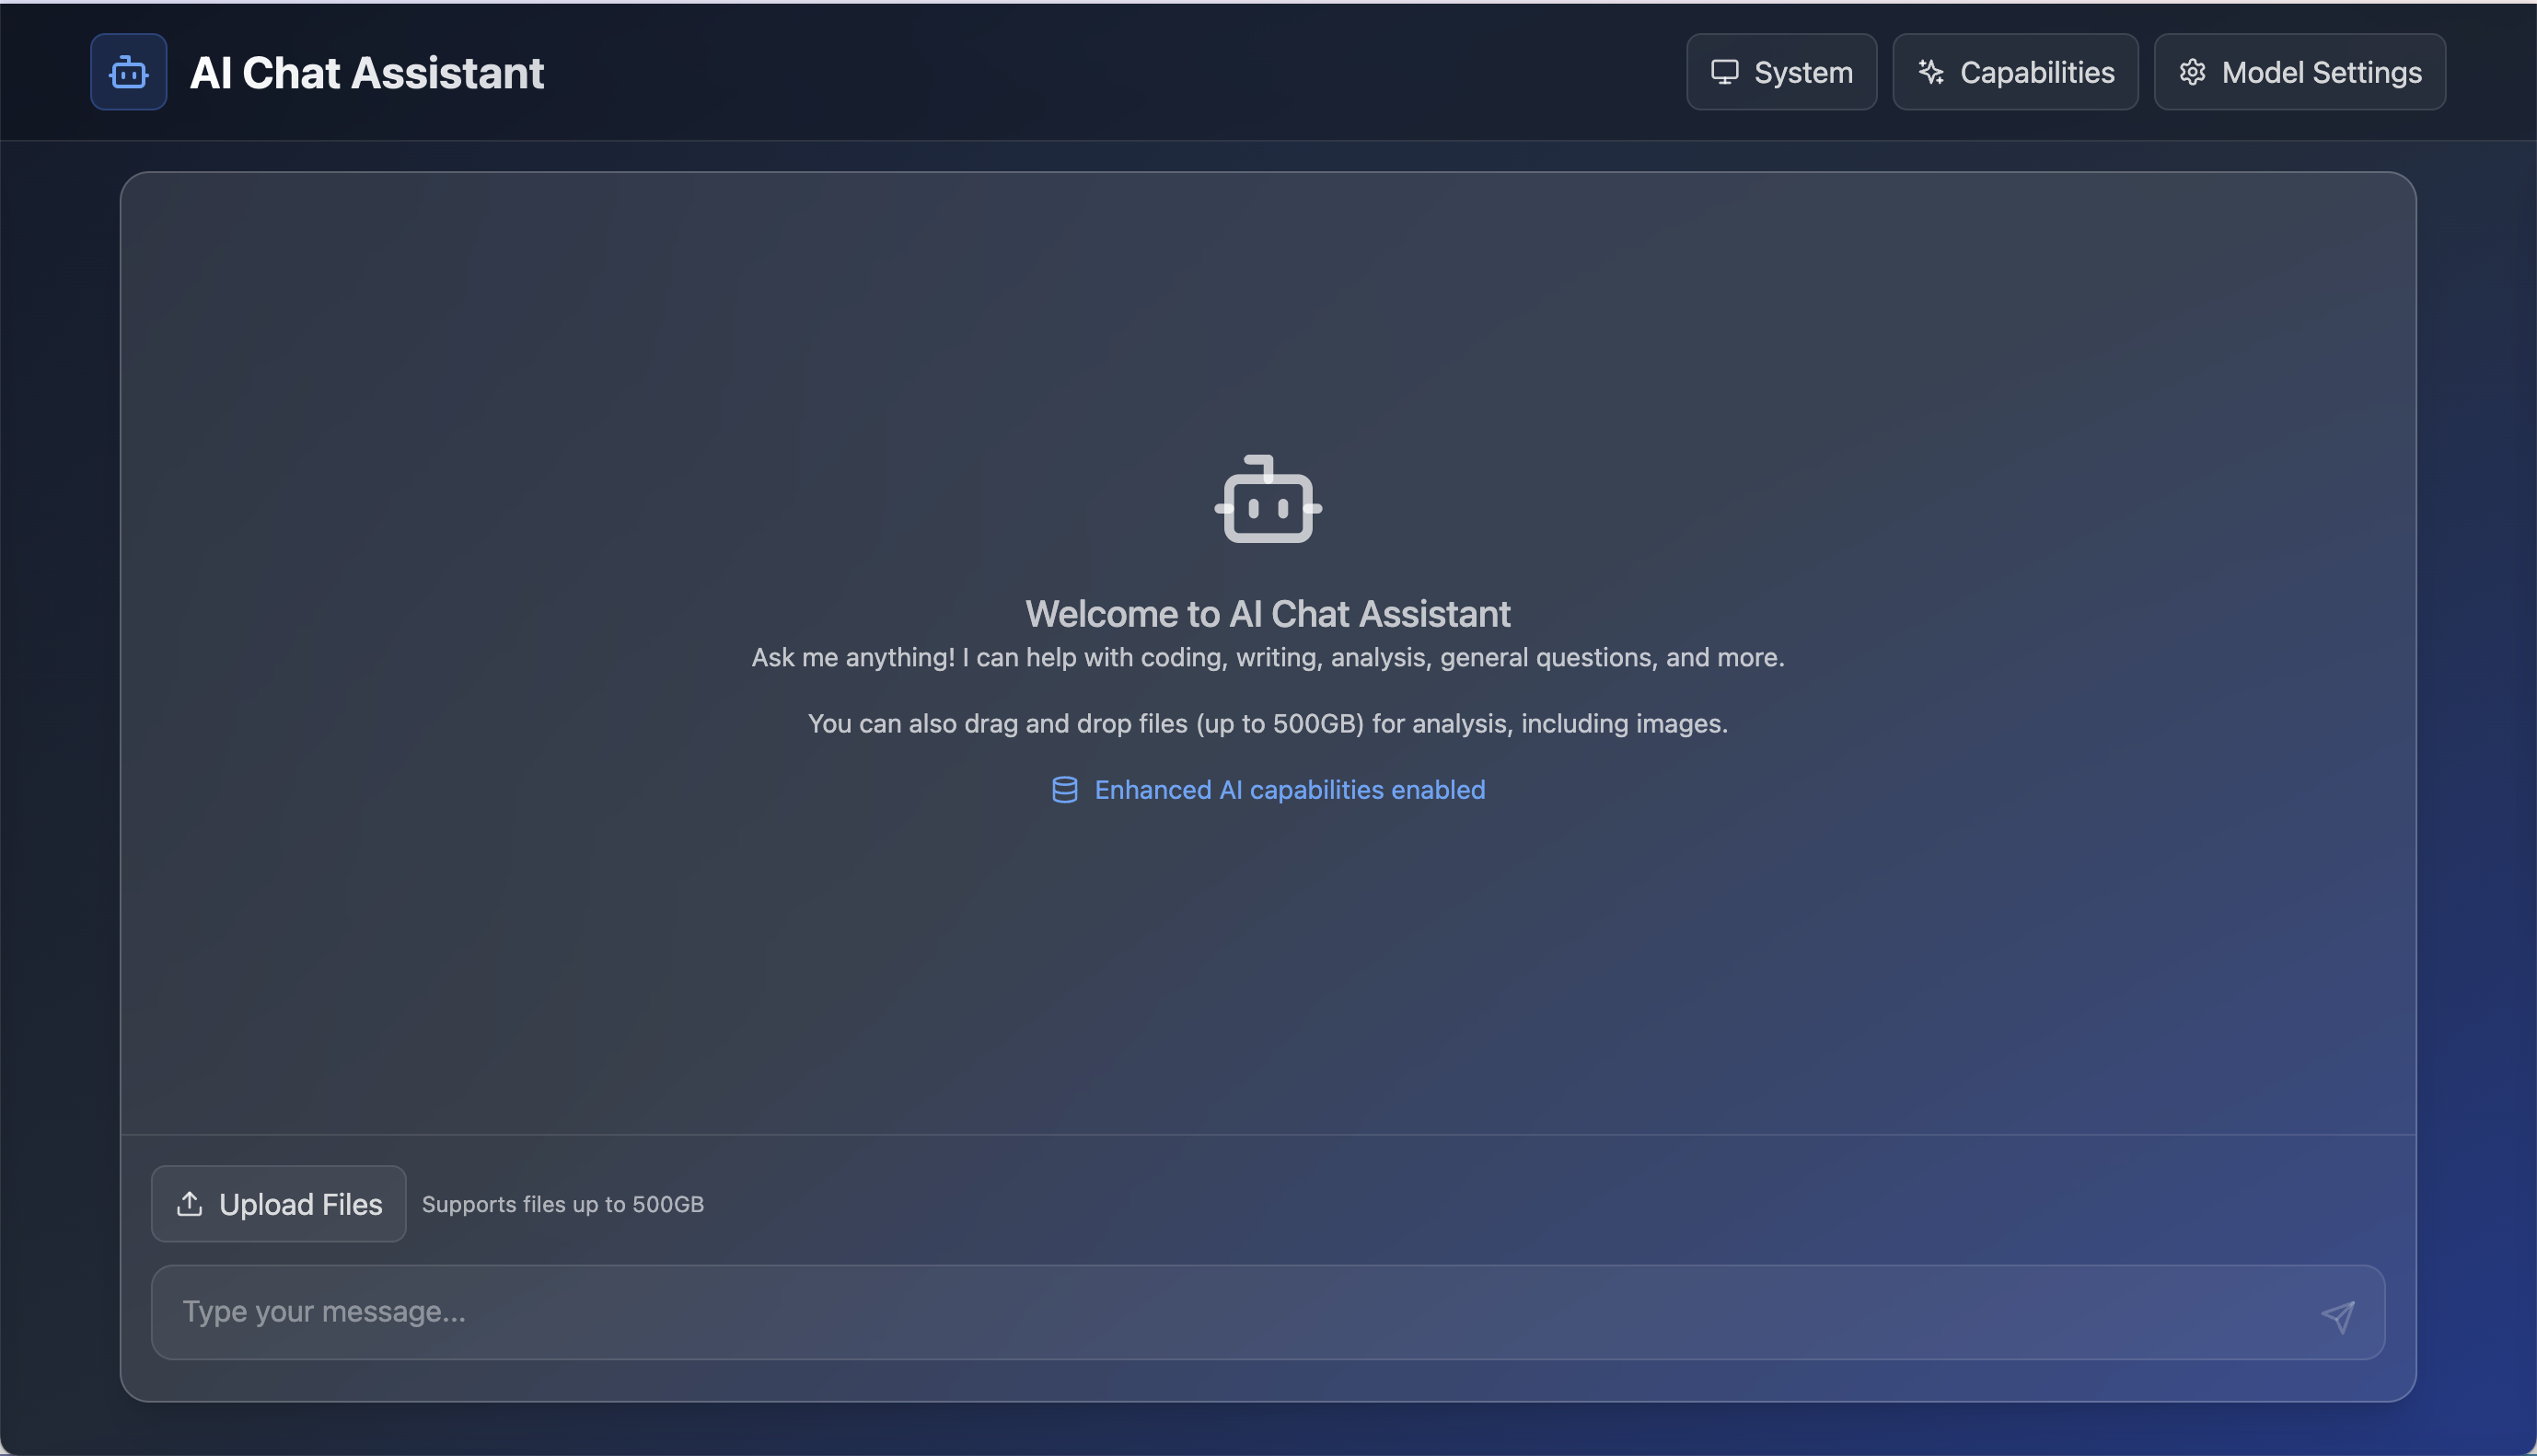 AI Chat Assistant
System
Capabilities
Model Settings
Welcome to AI Chat Assistant
Ask me anything! I can help with coding, writing, analysis, general questions, and more.
You can also drag and drop files (up to 500GB) for analysis, including images.
Enhanced AI capabilities enabled
Upload Files
Supports files up to 500GB
Type your message...